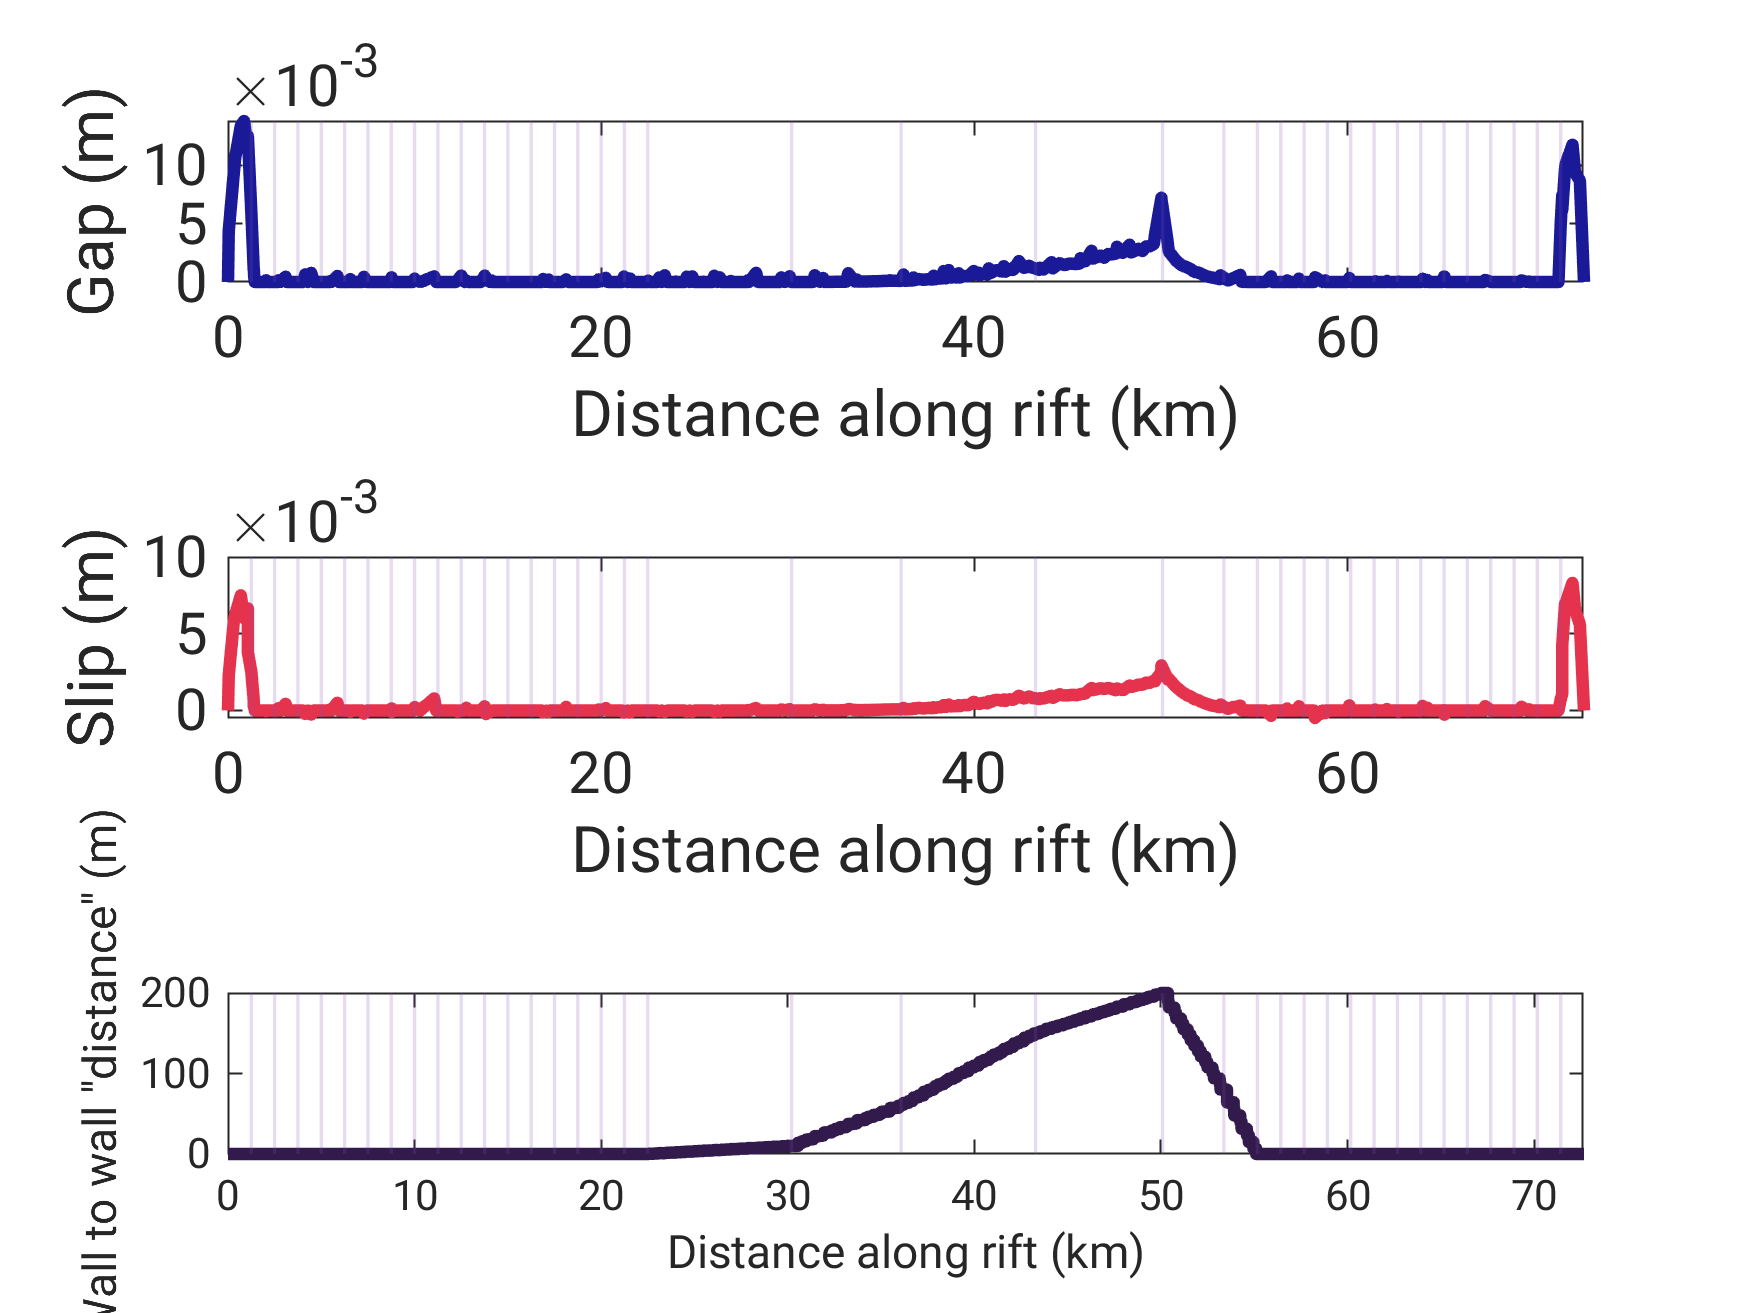 ×10-3
Gap (m)
10
5
0
0 20 40 60
Distance along rift (km)
×10-3
Slip (m)
10
5
0
0 20 40 60
Distance along rift (km)
Wall to wall "distance" (m)
200
100
0
0 10 20 30 40 50 60 70
Distance along rift (km)